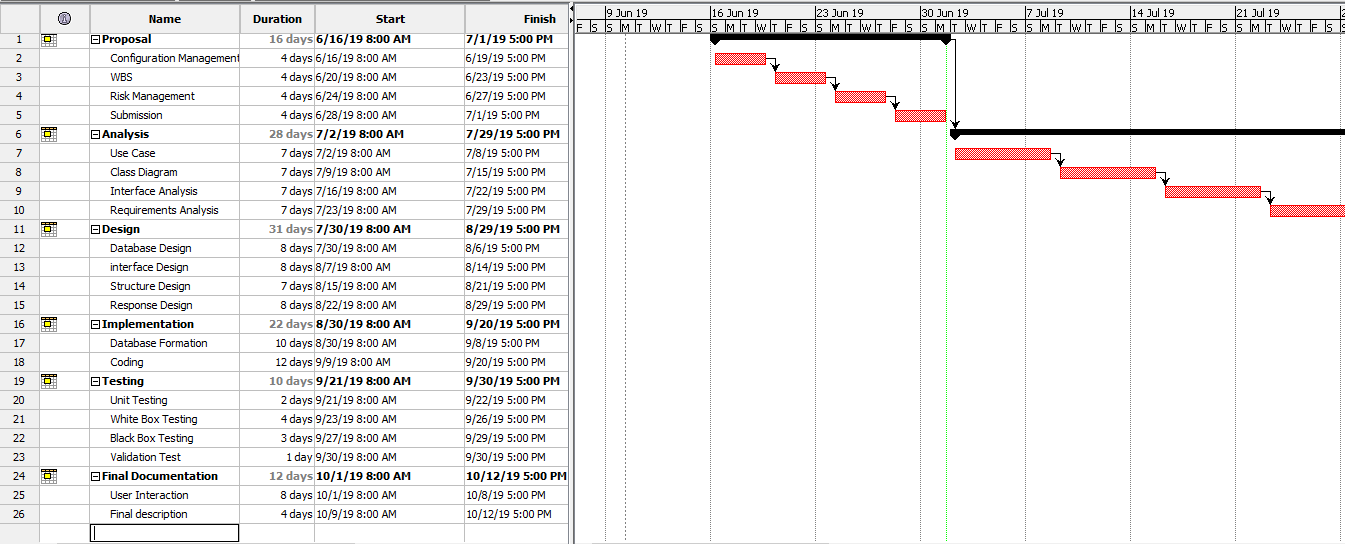 Name Duration Start Finish
1 Proposal 16 days 6/16/19 8:00 AM 7/1/19 5:00 PM
2 Configuration Management 4 days 6/16/19 8:00 AM 6/19/19 5:00 PM
3 WBS 4 days 6/20/19 8:00 AM 6/23/19 5:00 PM
4 Risk Management 4 days 6/24/19 8:00 AM 6/27/19 5:00 PM
5 Submission 4 days 6/28/19 8:00 AM 7/1/19 5:00 PM
6 Analysis 28 days 7/2/19 8:00 AM 7/29/19 5:00 PM
7 Use Case 7 days 7/2/19 8:00 AM 7/8/19 5:00 PM
8 Class Diagram 7 days 7/9/19 8:00 AM 7/15/19 5:00 PM
9 Interface Analysis 7 days 7/16/19 8:00 AM 7/22/19 5:00 PM
10 Requirements Analysis 7 days 7/23/19 8:00 AM 7/29/19 5:00 PM
11 Design 31 days 7/30/19 8:00 AM 8/29/19 5:00 PM
12 Database Design 8 days 7/30/19 8:00 AM 8/6/19 5:00 PM
13 interface Design 8 days 8/7/19 8:00 AM 8/14/19 5:00 PM
14 Structure Design 7 days 8/15/19 8:00 AM 8/21/19 5:00 PM
15 Response Design 8 days 8/22/19 8:00 AM 8/29/19 5:00 PM
16 Implementation 22 days 8/30/19 8:00 AM 9/20/19 5:00 PM
17 Database Formation 10 days 8/30/19 8:00 AM 9/8/19 5:00 PM
18 Coding 12 days 9/9/19 8:00 AM 9/20/19 5:00 PM
19 Testing 10 days 9/21/19 8:00 AM 9/30/19 5:00 PM
20 Unit Testing 2 days 9/21/19 8:00 AM 9/22/19 5:00 PM
21 White Box Testing 4 days 9/23/19 8:00 AM 9/26/19 5:00 PM
22 Black Box Testing 3 days 9/27/19 8:00 AM 9/29/19 5:00 PM
23 Validation Test 1 day 9/30/19 8:00 AM 9/30/19 5:00 PM
24 Final Documentation 12 days 10/1/19 8:00 AM 10/12/19 5:00 PM
25 User Interaction 8 days 10/1/19 8:00 AM 10/8/19 5:00 PM
26 Final description 4 days 10/9/19 8:00 AM 10/12/19 5:00 PM
9 Jun 19 16 Jun 19 23 Jun 19 30 Jun 19 7 Jul 19 14 Jul 19 21 Jul 19
F S S M T W T F S S M T W T F S S M T W T F S S M T W T F S S M T W T F S S M T W T F S S M T W T F S